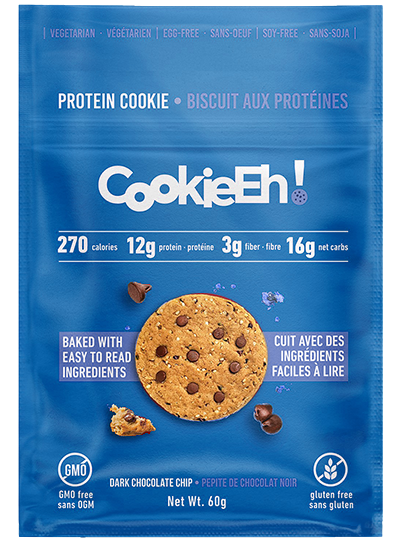 | VEGETARIAN · VÉGÉTARIEN | EGG-FREE · SANS-OEUF | SOY-FREE · SANS-SOJA |
PROTEIN COOKIE • BISCUIT AUX PROTÉINES
CookieEh!
270 calories 12g protein · protéine 3g fiber · fibre 16g net carbs
BAKED WITH
EASY TO READ
INGREDIENTS
CUIT AVEC DES
INGRÉDIENTS
FACILES À LIRE
GMO
GMO free
sans OGM
DARK CHOCOLATE CHIP • PEPITE DE CHOCOLAT NOIR
Net Wt. 60g
gluten free
sans gluten